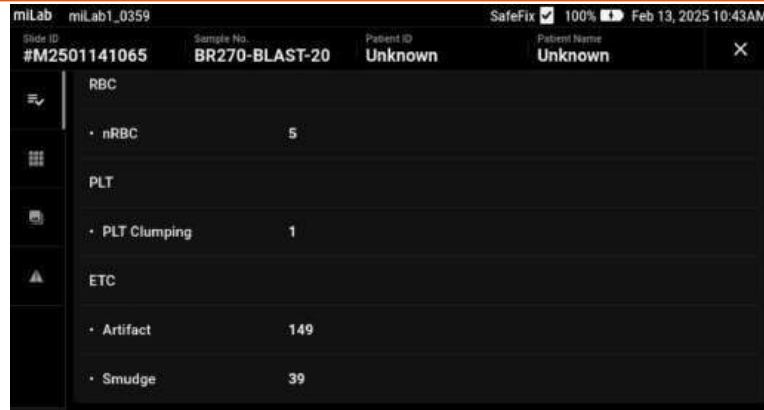 miLab miLab1_0359 SafeFix 100% Feb 13, 2025 10:43AM
Slide ID Sample No. Patient ID Patient Name
#M2501141065 BR270-BLAST-20 Unknown Unknown
RBC
• nRBC 5
PLT
• PLT Clumping 1
ETC
• Artifact 149
• Smudge 39